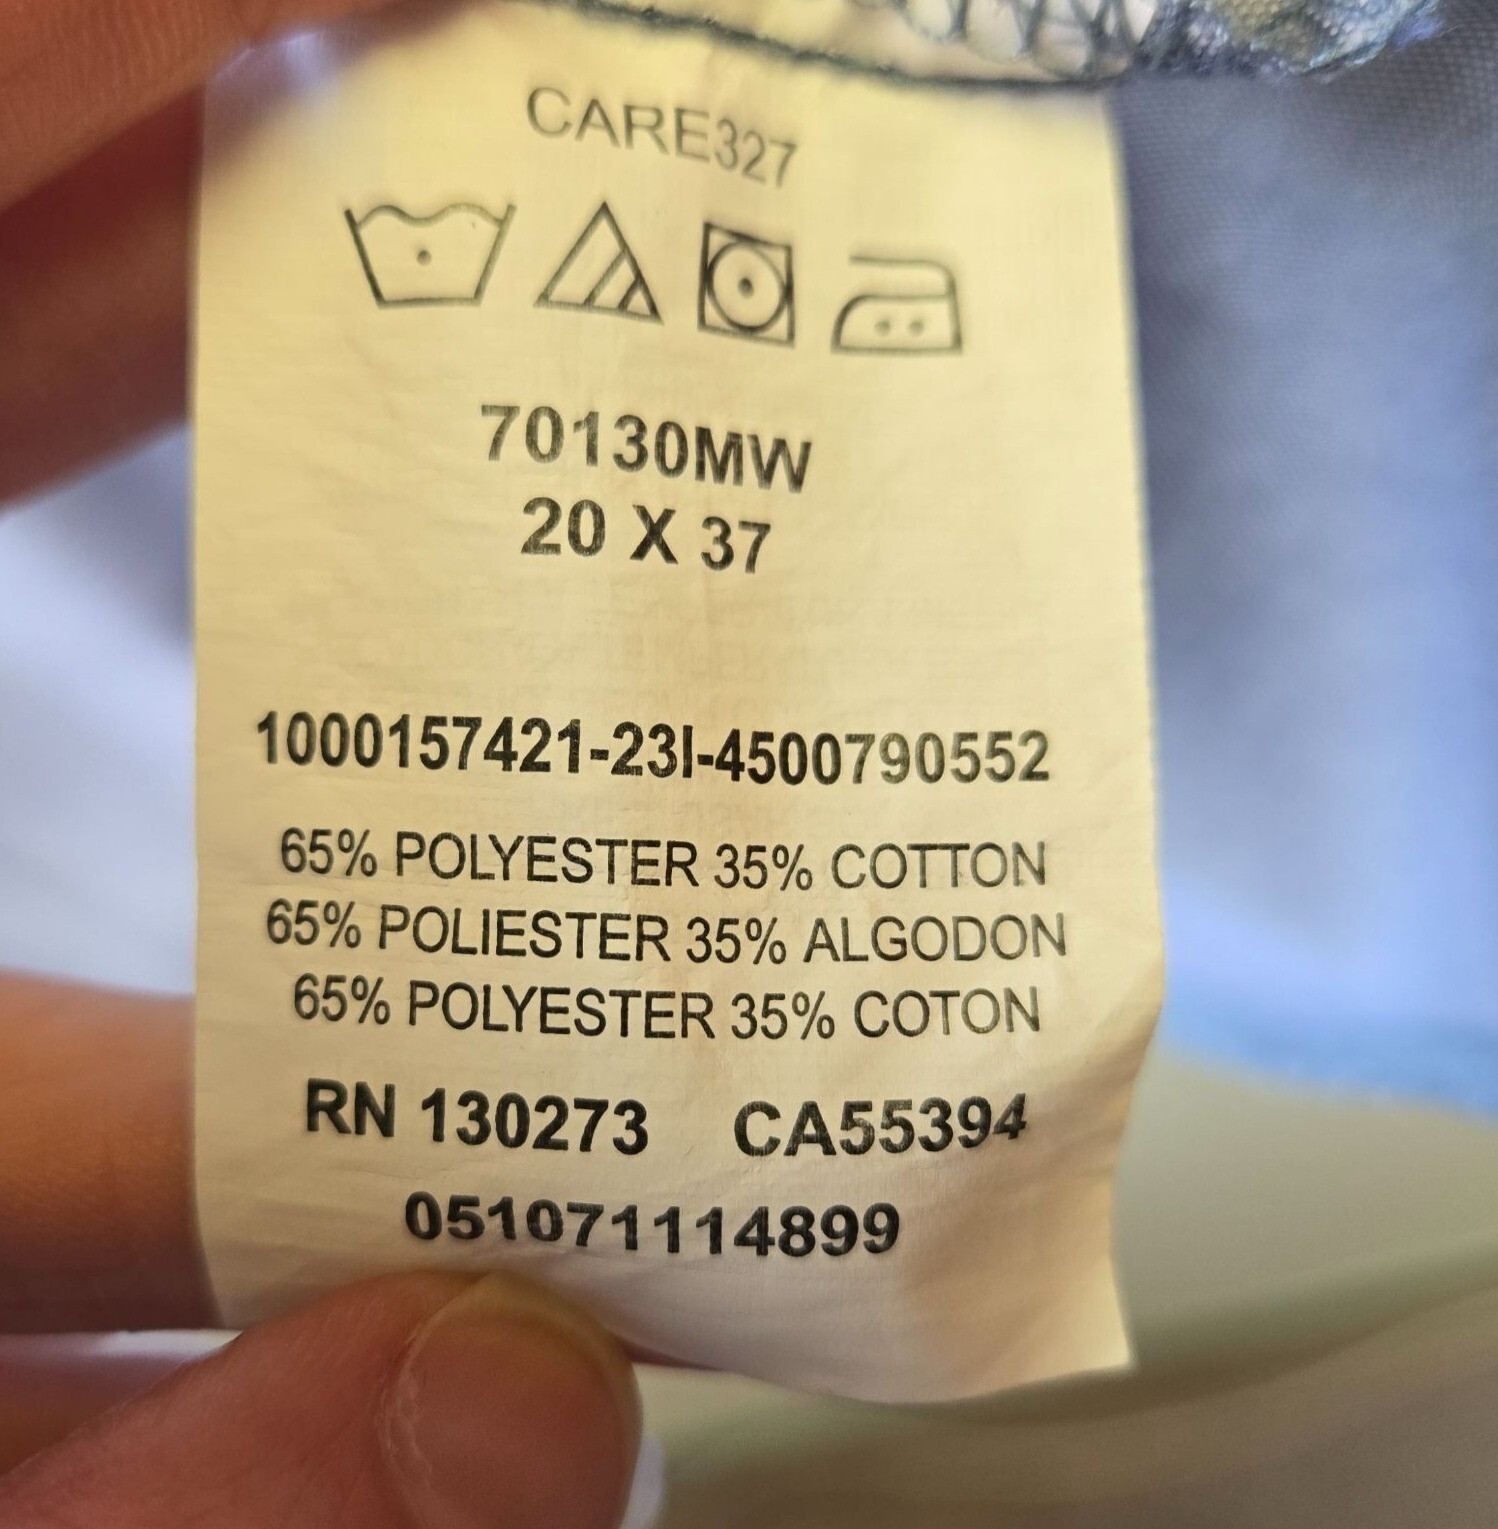 CARE327
70130MW
20 X 37
1000157421-23I-4500790552
65% POLYESTER 35% COTTON
65% POLIESTER 35% ALGODON
65% POLYESTER 35% COTON
RN 130273 CA55394
051071114899